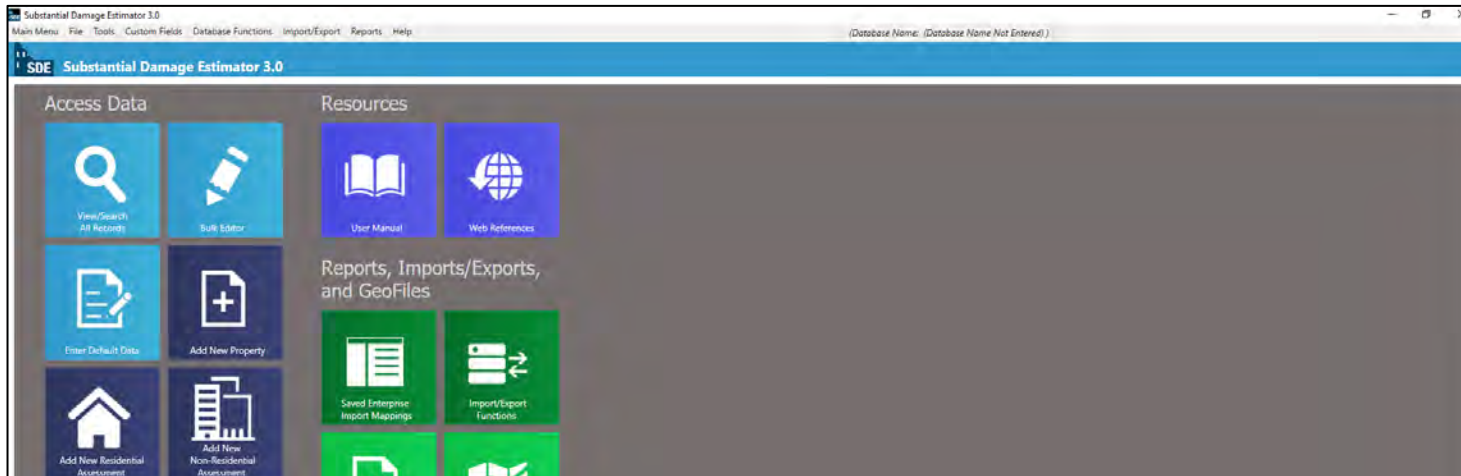 Substantial Damage Estimator 3.0
Main Menu File Tools Custom Fields Database Functions Import/Export Reports Help
(Database Name: (Database Name Not Entered) )
SDE Substantial Damage Estimator 3.0
Access Data
Resources
View/Search
All Records
Bulk Editor
User Manual
Web References
Reports, Imports/Exports,
and GeoFiles
Enter Default Data
Add New Property
Saved Enterprise
Import Mappings
Import/Export
Functions
Add New Residential
Assessment
Add New
Non-Residential
Assessment